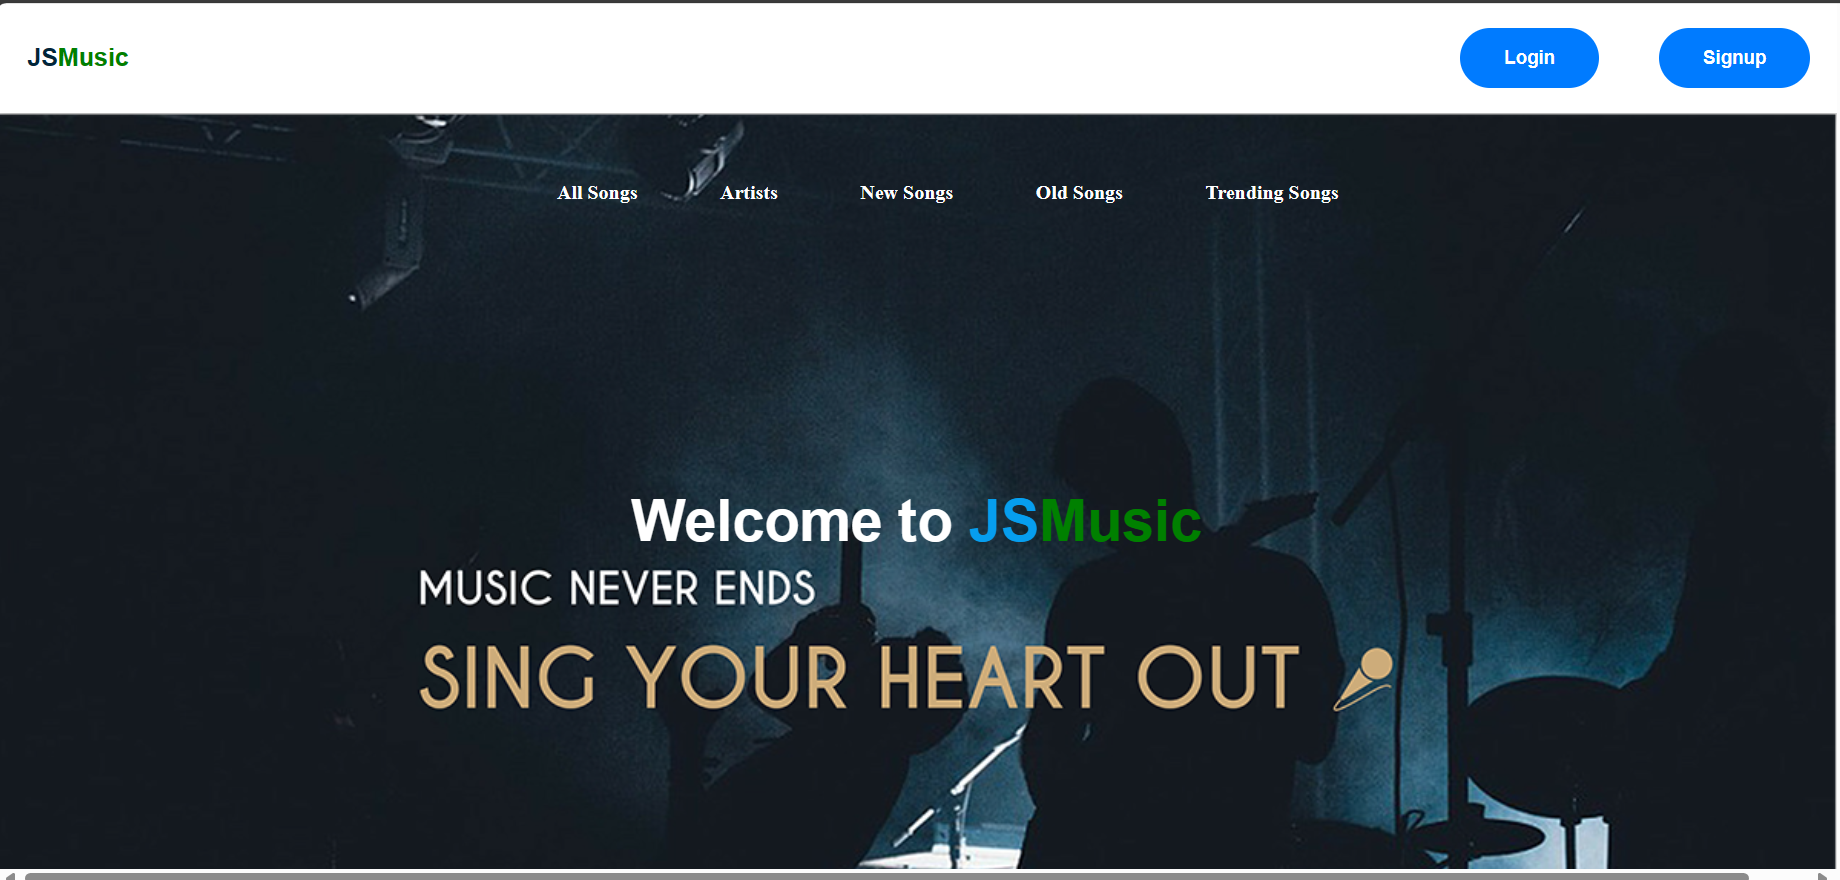 JSMusic
Login
Signup
All Songs
Artists
New Songs
Old Songs
Trending Songs
Welcome to JSMusic
MUSIC NEVER ENDS
SING YOUR HEART OUT